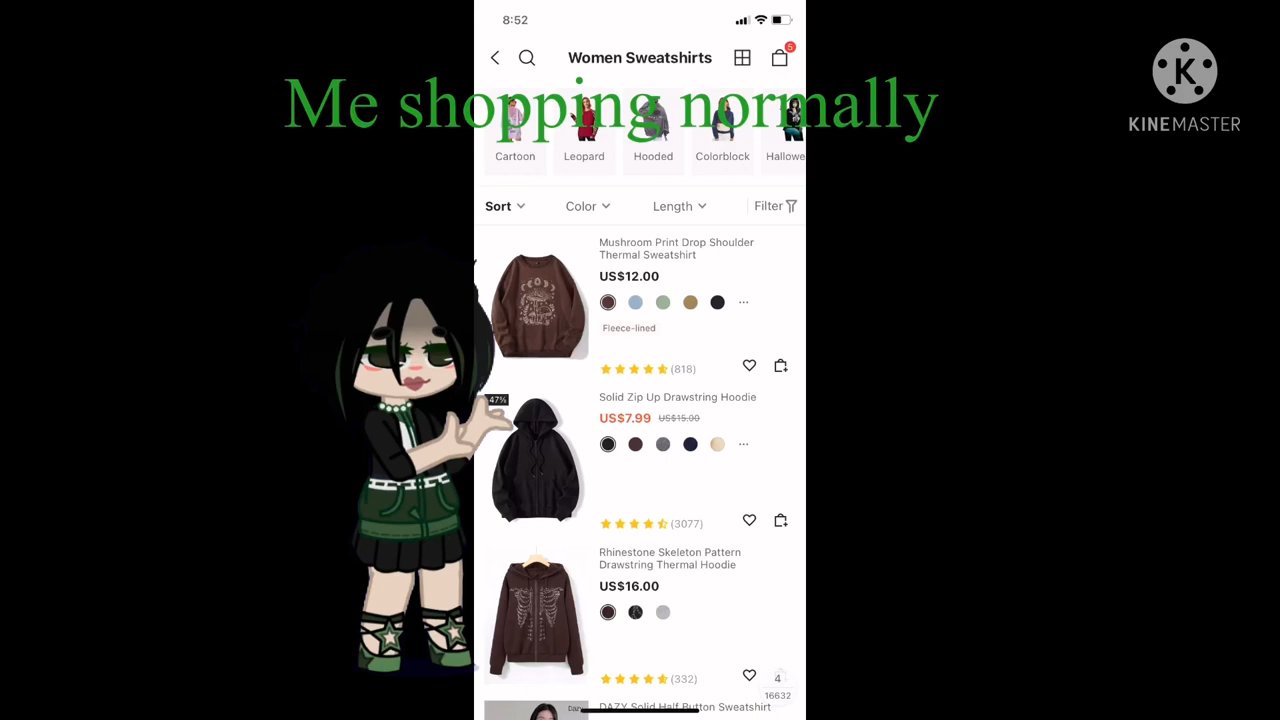 8:52
Women Sweatshirts
5
Me shopping normally
K
KINEMASTER
Cartoon
Leopard
Hooded
Colorblock
Hallowe
Sort
Color
Length
Filter
Mushroom Print Drop Shoulder
Thermal Sweatshirt
US$12.00
...
Fleece-lined
(818)
47%
Solid Zip Up Drawstring Hoodie
US$7.99 US$15.00
...
(3077)
Rhinestone Skeleton Pattern
Drawstring Thermal Hoodie
US$16.00
(332)
4
16632
Dazy
DAZY Solid Half Button Sweatshirt